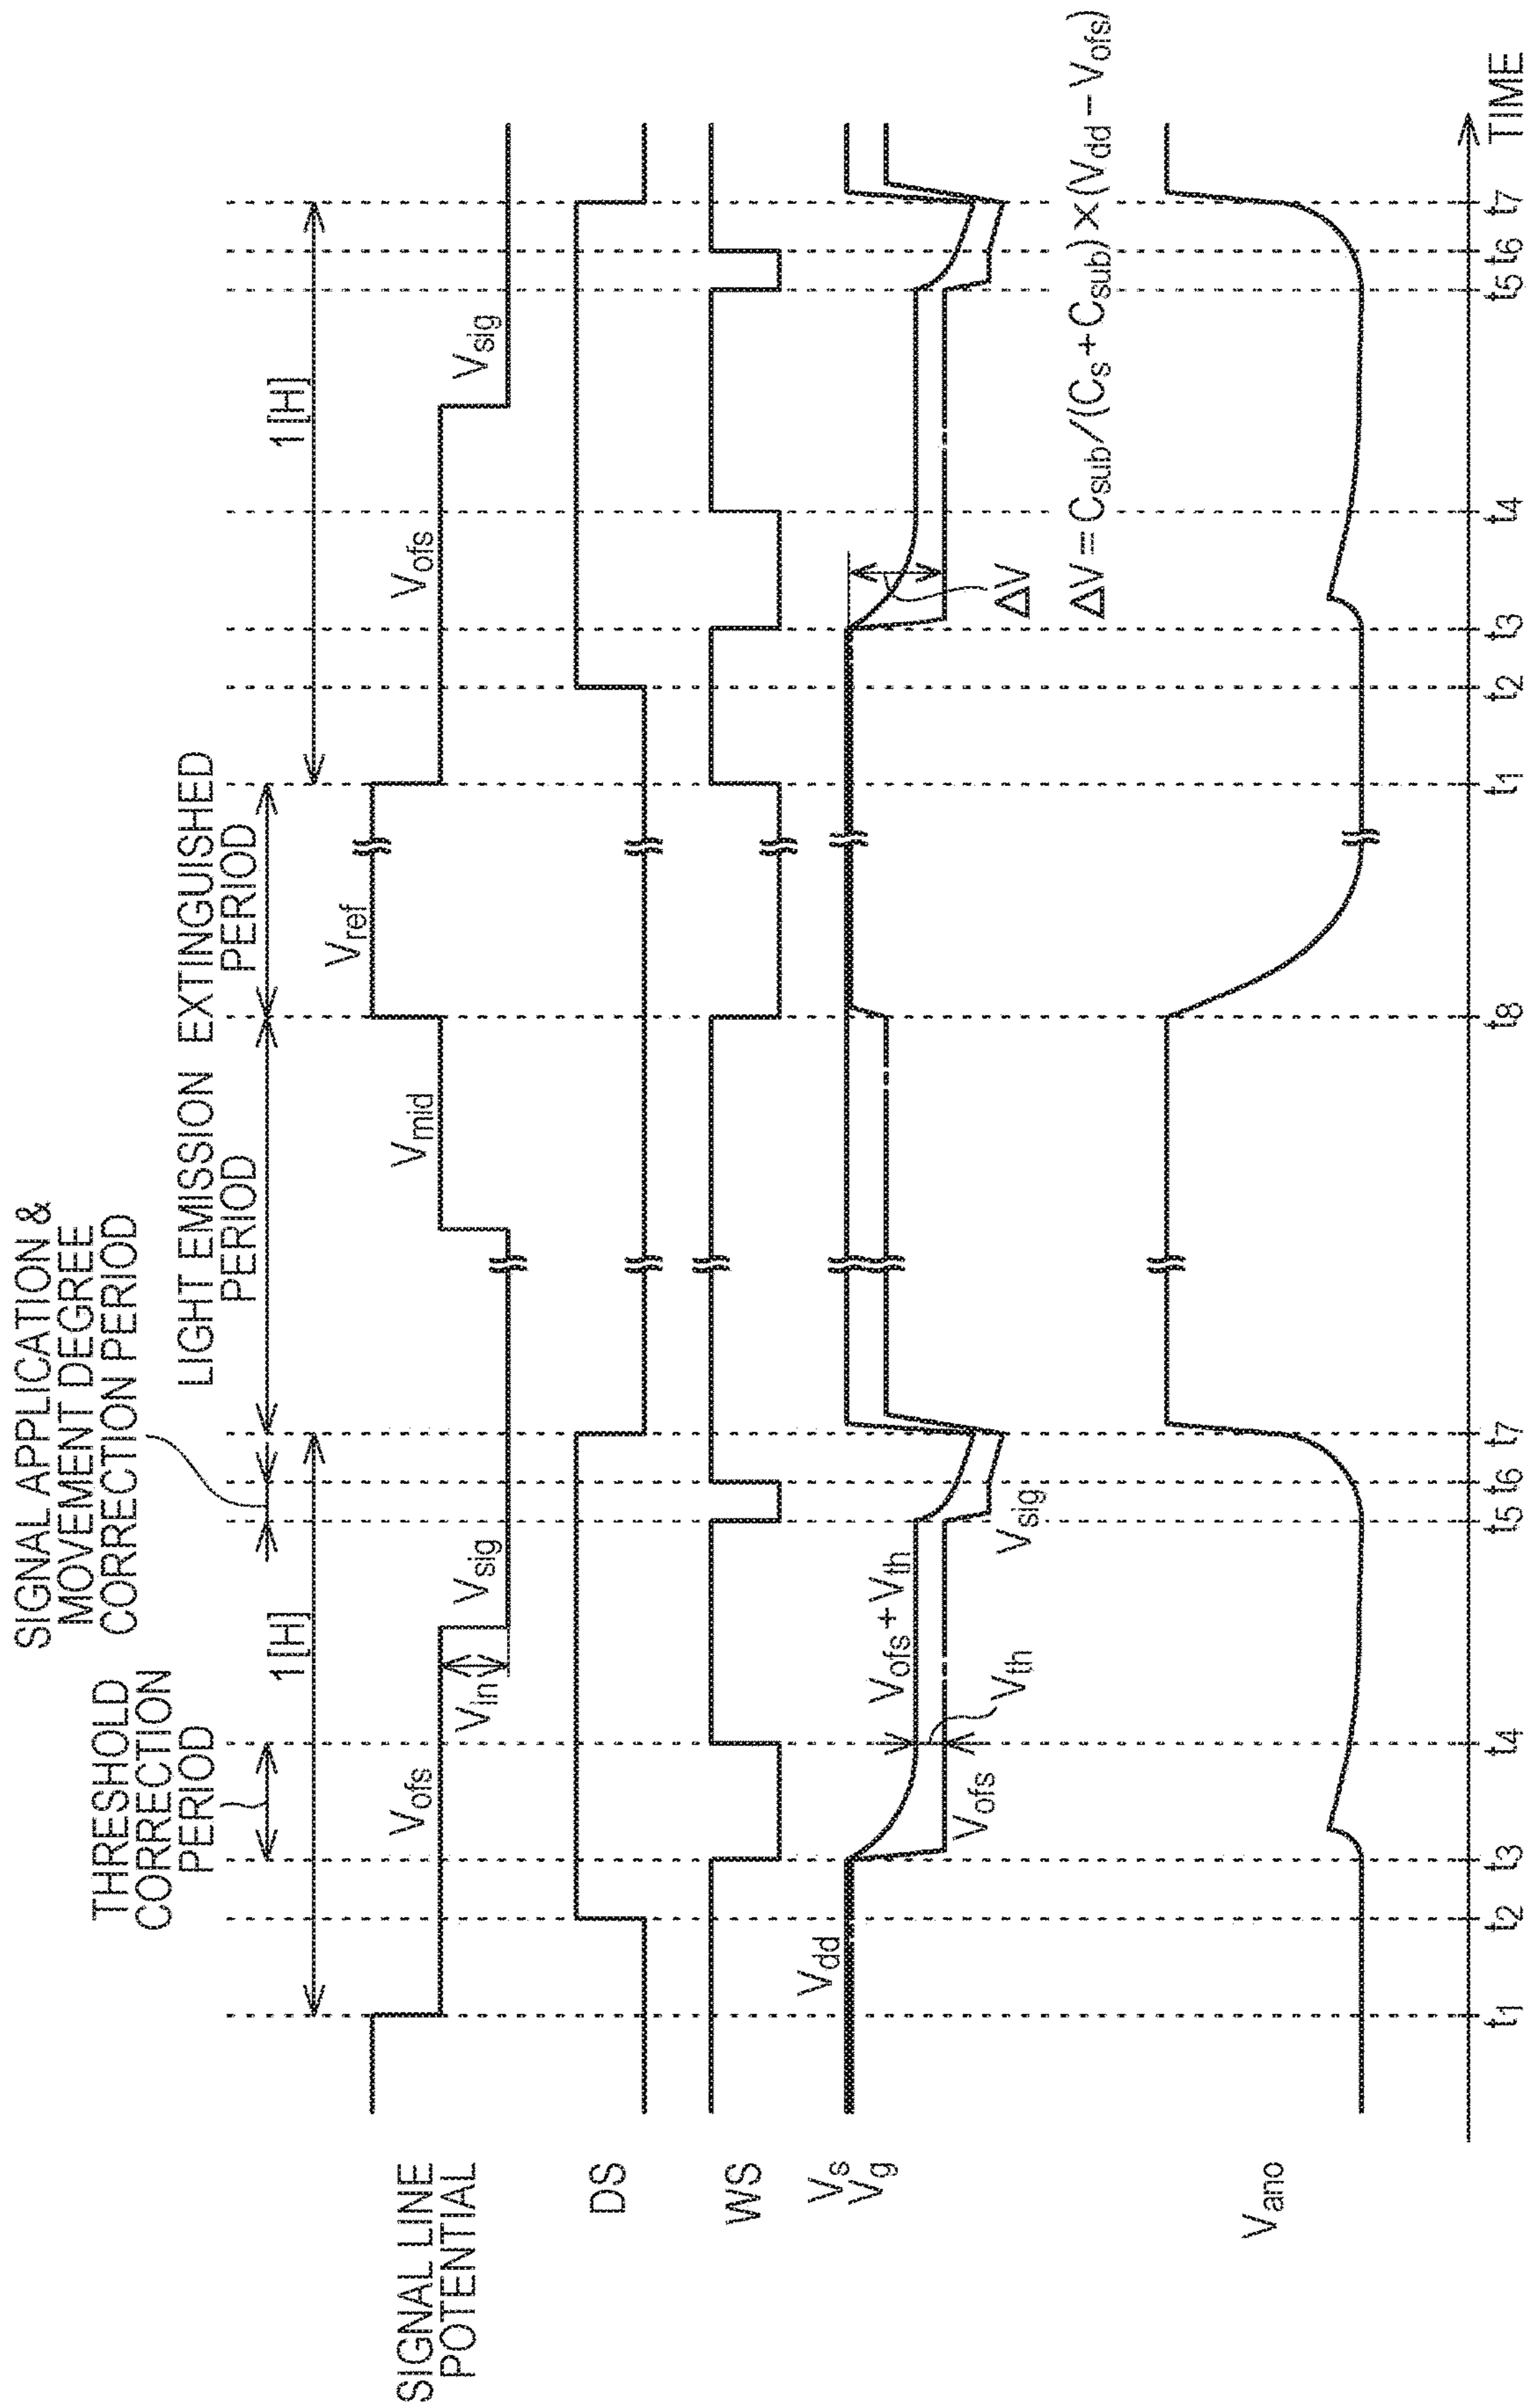 SIGNAL APPLICATION &
MOVEMENT DEGREE
CORRECTION PERIOD
THRESHOLD
CORRECTION
PERIOD
LIGHT EMISSION
PERIOD
EXTINGUISHED
PERIOD
1[H]
1[H]
SIGNAL LINE
POTENTIAL
Vofs
Vin
Vsig
Vmid
Vref
Vofs
Vsig
DS
WS
Vs
Vg
Vdd
Vofs
Vofs + Vth
Vth
Vsig
ΔV
ΔV = Csub/(Cs + Csub) × (Vdd − Vofs)
Vano
t1 t2 t3 t4 t5 t6 t7 t8 t1 t2 t3 t4 t5 t6 t7
TIME